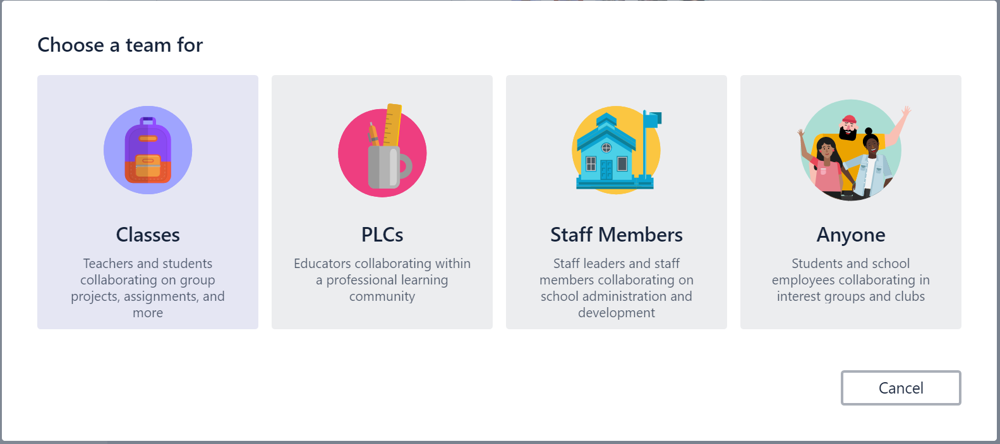 Choose a team for
Classes
Teachers and students
collaborating on group
projects, assignments, and
more
PLCs
Educators collaborating within
a professional learning
community
Staff Members
Staff leaders and staff
members collaborating on
school administration and
development
Anyone
Students and school
employees collaborating in
interest groups and clubs
Cancel